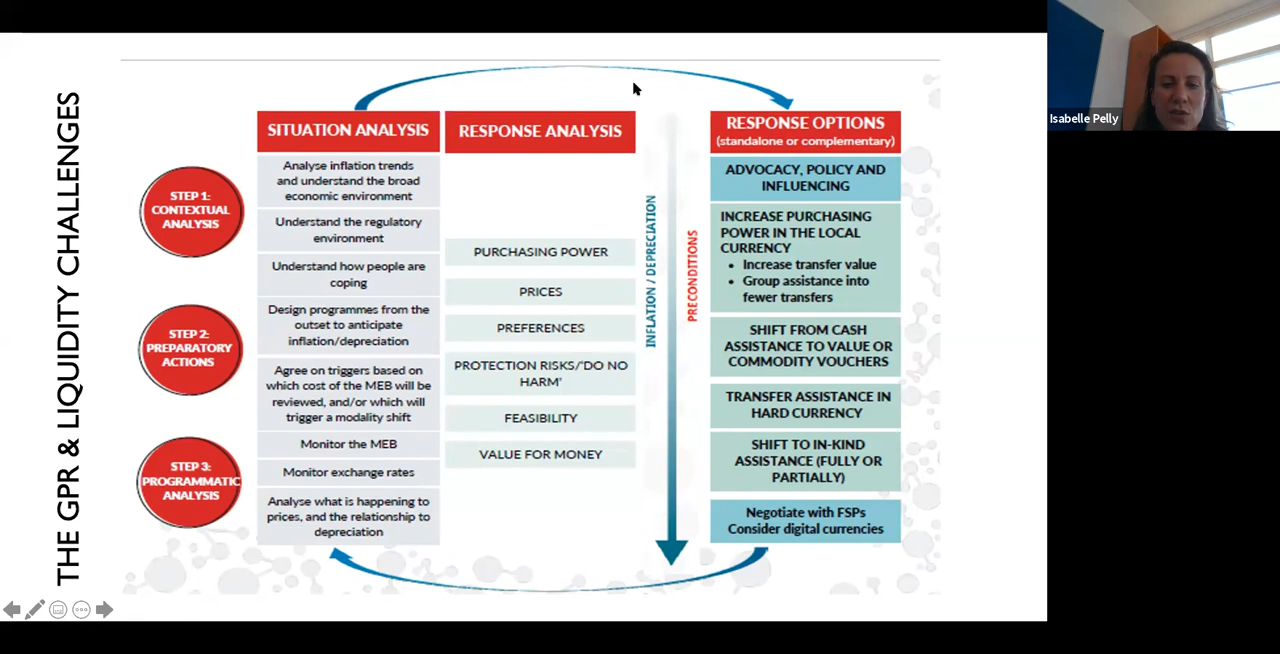 THE GPR & LIQUIDITY CHALLENGES
STEP 1:
CONTEXTUAL
ANALYSIS
STEP 2:
PREPARATORY
ACTIONS
STEP 3:
PROGRAMMATIC
ANALYSIS
SITUATION ANALYSIS
Analyse inflation trends
and understand the broad
economic environment
Understand the regulatory
environment
Understand how people are
coping
Design programmes from the
outset to anticipate
inflation/depreciation
Agree on triggers based on
which cost of the MEB will be
reviewed, and/or which will
trigger a modality shift
Monitor the MEB
Monitor exchange rates
Analyse what is happening to
prices, and the relationship to
depreciation
RESPONSE ANALYSIS
PURCHASING POWER
PRICES
PREFERENCES
PROTECTION RISKS/'DO NO
HARM'
FEASIBILITY
VALUE FOR MONEY
INFLATION / DEPRECIATION
PRECONDITIONS
RESPONSE OPTIONS
(standalone or complementary)
ADVOCACY, POLICY AND
INFLUENCING
INCREASE PURCHASING
POWER IN THE LOCAL
CURRENCY
• Increase transfer value
• Group assistance into
fewer transfers
SHIFT FROM CASH
ASSISTANCE TO VALUE OR
COMMODITY VOUCHERS
TRANSFER ASSISTANCE IN
HARD CURRENCY
SHIFT TO IN-KIND
ASSISTANCE (FULLY OR
PARTIALLY)
Negotiate with FSPs
Consider digital currencies
Isabelle Pelly